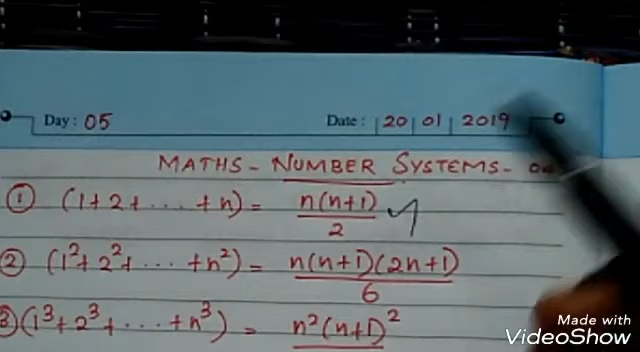 Day: 05 Date: 20 01 2019
MATHS - NUMBER SYSTEMS -
① (1+2+ ... +n) = n(n+1)/2
② (1²+2²+ ... +n²) = n(n+1)(2n+1)/6
③ (1³+2³+ ... +n³) = n²(n+1)²
Made with
VideoShow